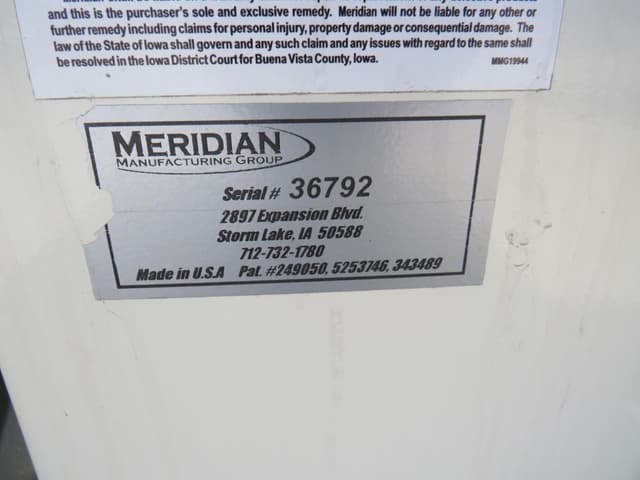 and this is the purchaser's sole and exclusive remedy. Meridian will not be liable for any other or
further remedy including claims for personal injury, property damage or consequential damage. The
law of the State of Iowa shall govern and any such claim and any issues with regard to the same shall
be resolved in the Iowa District Court for Buena Vista County, Iowa.
MMG19944
MERIDIAN
MANUFACTURING GROUP
Serial # 36792
2897 Expansion Blvd.
Storm Lake, IA 50588
712-732-1780
Made in U.S.A Pat. #249050, 5253746, 343489